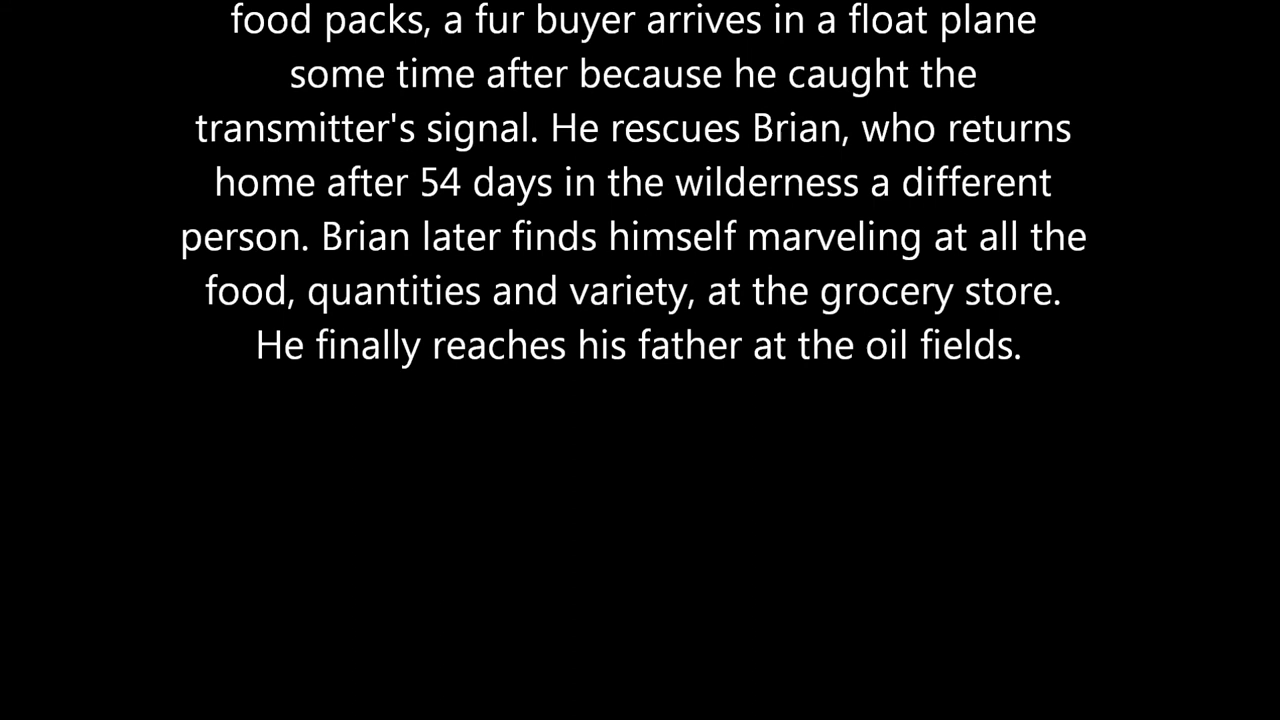 food packs, a fur buyer arrives in a float plane
some time after because he caught the
transmitter's signal. He rescues Brian, who returns
home after 54 days in the wilderness a different
person. Brian later finds himself marveling at all the
food, quantities and variety, at the grocery store.
He finally reaches his father at the oil fields.